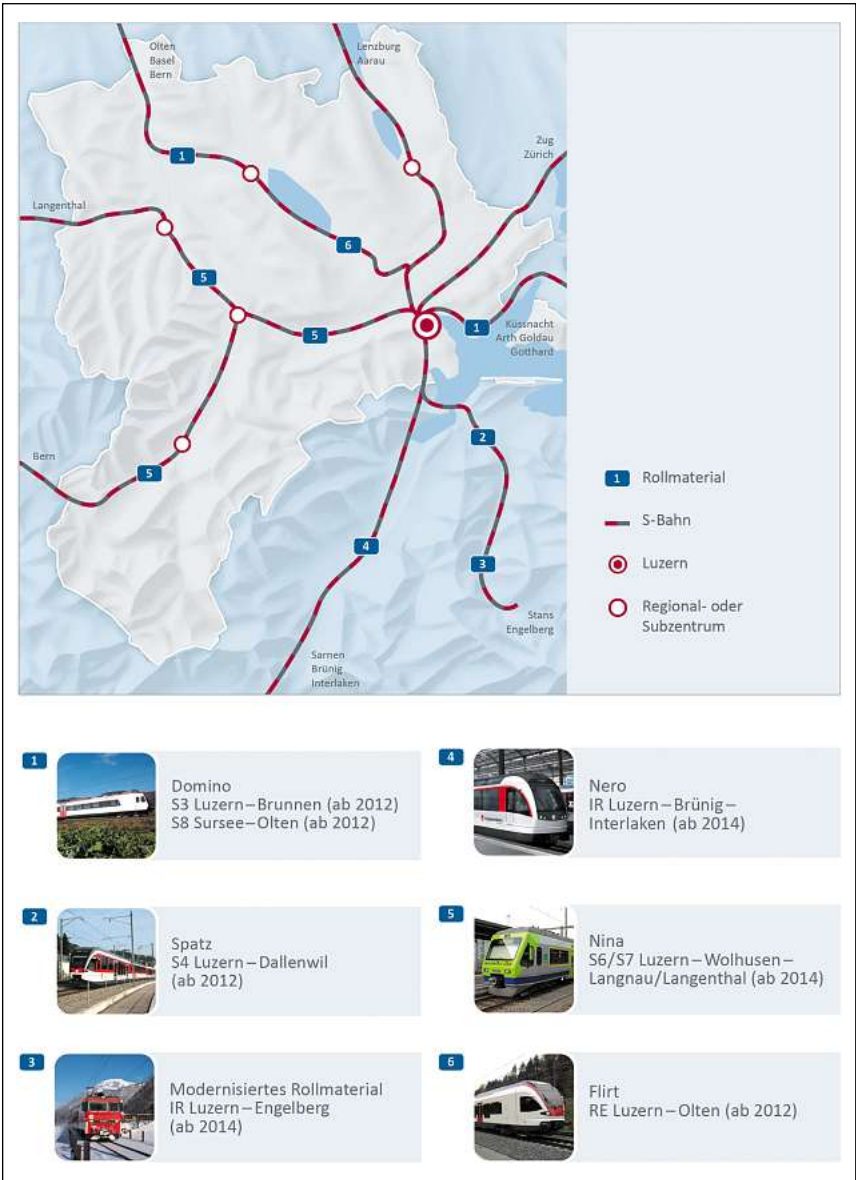 Olten
Basel
Bern
Lenzburg
Aarau
Zug
Zürich
1
Langenthal
6
5
5
1
Küssnacht
Arth Goldau
Gotthard
2
Bern
5
4
3
Stans
Engelberg
Sarnen
Brünig
Interlaken
1 Rollmaterial
S-Bahn
Luzern
Regional- oder
Subzentrum
1
Domino
S3 Luzern – Brunnen (ab 2012)
S8 Sursee – Olten (ab 2012)
4
Nero
IR Luzern – Brünig –
Interlaken (ab 2014)
2
Spatz
S4 Luzern – Dallenwil
(ab 2012)
5
Nina
S6/S7 Luzern – Wolhusen –
Langnau/Langenthal (ab 2014)
3
Modernisiertes Rollmaterial
IR Luzern – Engelberg
(ab 2014)
6
Flirt
RE Luzern – Olten (ab 2012)